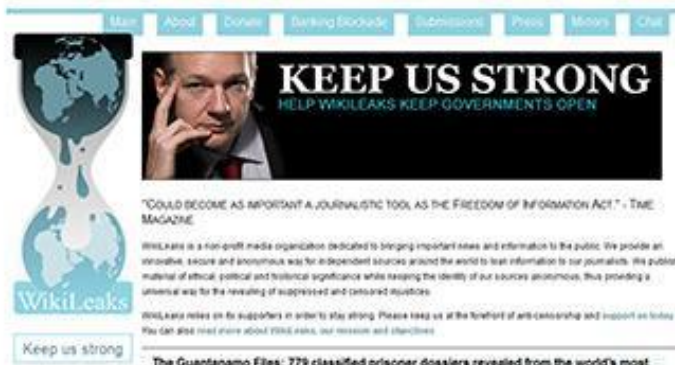 Main About Donate Banking Blockade Submissions Press Mirrors Chat
KEEP US STRONG
HELP WIKILEAKS KEEP GOVERNMENTS OPEN
"COULD BECOME AS IMPORTANT A JOURNALISTIC TOOL AS THE FREEDOM OF INFORMATION ACT." - TIME
MAGAZINE
WikiLeaks is a non-profit media organization dedicated to bringing important news and information to the public. We provide an
innovative, secure and anonymous way for independent sources around the world to leak information to our journalists. We publish
material of ethical, political and historical significance while keeping the identity of our sources anonymous, thus providing a
universal way for the revealing of suppressed and censored injustices.
WikiLeaks relies on its supporters in order to stay strong. Please keep us at the forefront of anti-censorship and support us today.
You can also read more about WikiLeaks, our mission and objectives.
WikiLeaks
Keep us strong
The Guantanamo Files: 779 classified prisoner dossiers revealed from the world's most